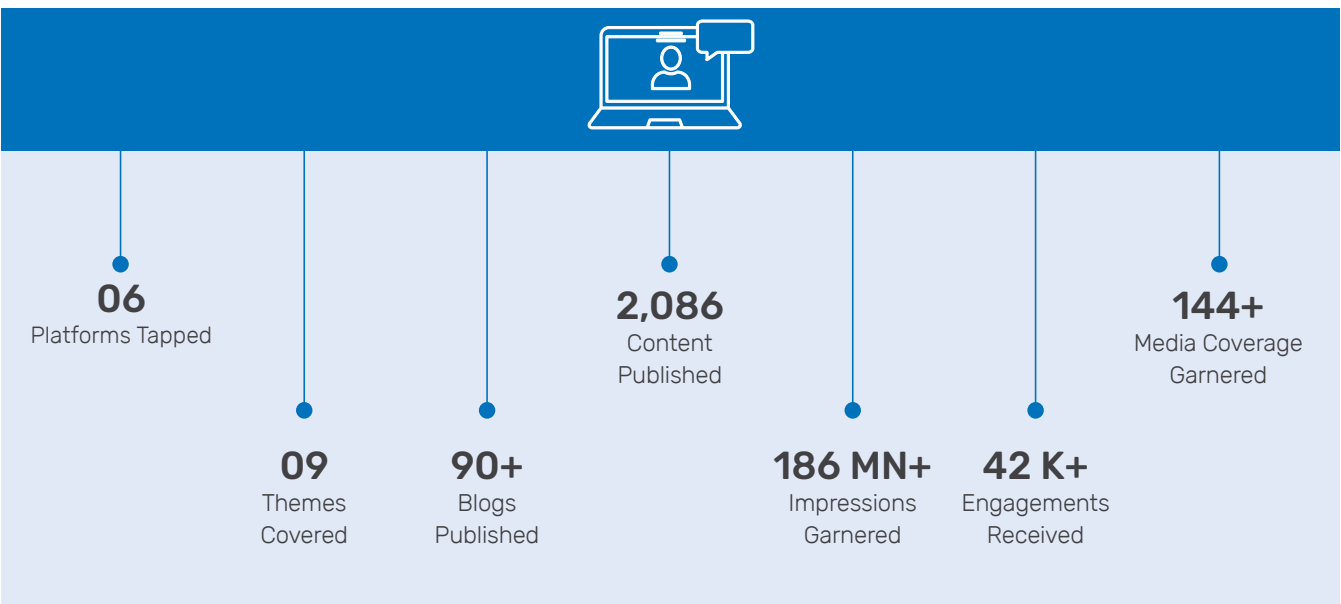 06
Platforms Tapped
09
Themes
Covered
90+
Blogs
Published
2,086
Content
Published
186 MN+
Impressions
Garnered
42 K+
Engagements
Received
144+
Media Coverage
Garnered